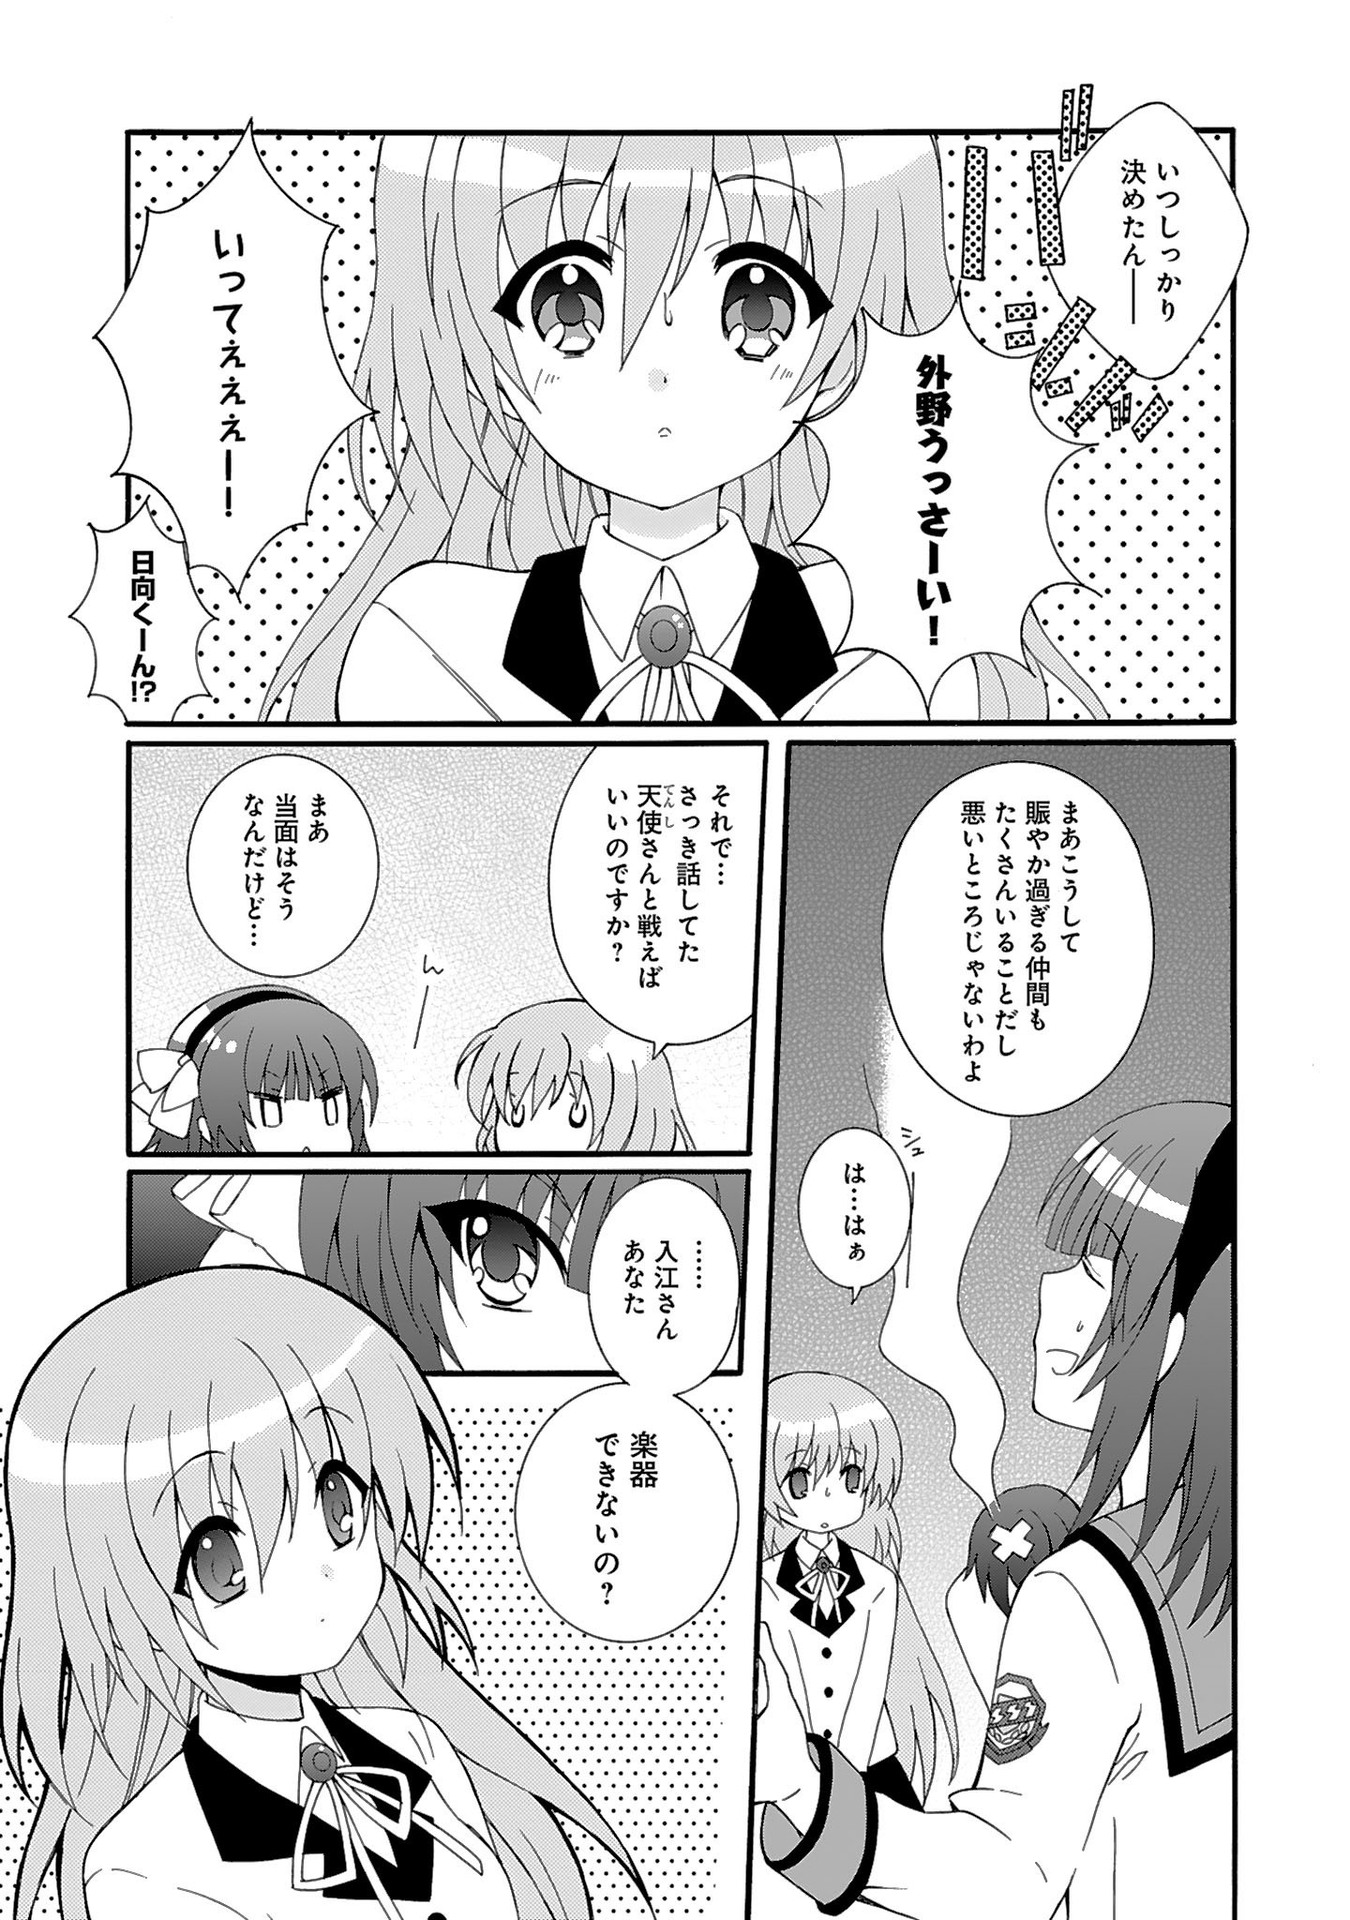 いつしっかり
決めたん――
外野うっさーい！
いってぇぇぇー！
日向くーん!?
まあこうして
賑やか過ぎる仲間も
たくさんいることだし
悪いところじゃないわよ
シュ
は…はぁ
それで…
さっき話してた
天使さんと戦えば
てんし
いいのですか？
ん
まあ
当面はそう
なんだけど…
……
入江さん
あなた
楽器
できないの？